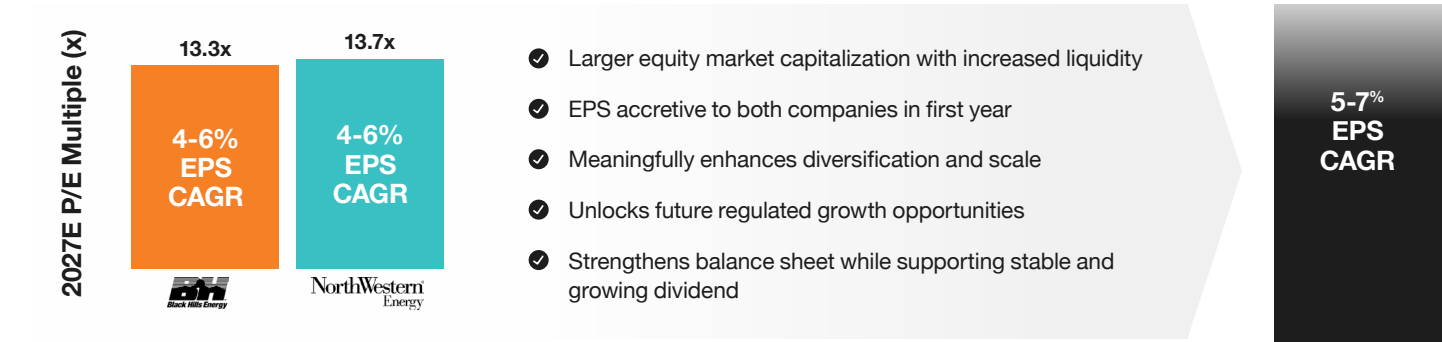 2027E P/E Multiple (x)
13.3x
4-6%
EPS
CAGR
BH
Black Hills Energy
13.7x
4-6%
EPS
CAGR
NorthWestern
Energy
Larger equity market capitalization with increased liquidity
EPS accretive to both companies in first year
Meaningfully enhances diversification and scale
Unlocks future regulated growth opportunities
Strengthens balance sheet while supporting stable and
growing dividend
5-7%
EPS
CAGR